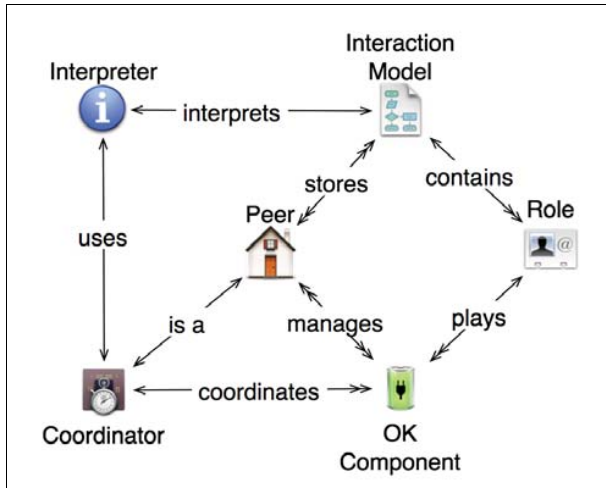 Interaction
Model
Interpreter
interprets
stores
contains
Peer
Role
uses
is a
manages
plays
coordinates
Coordinator
OK
Component
@